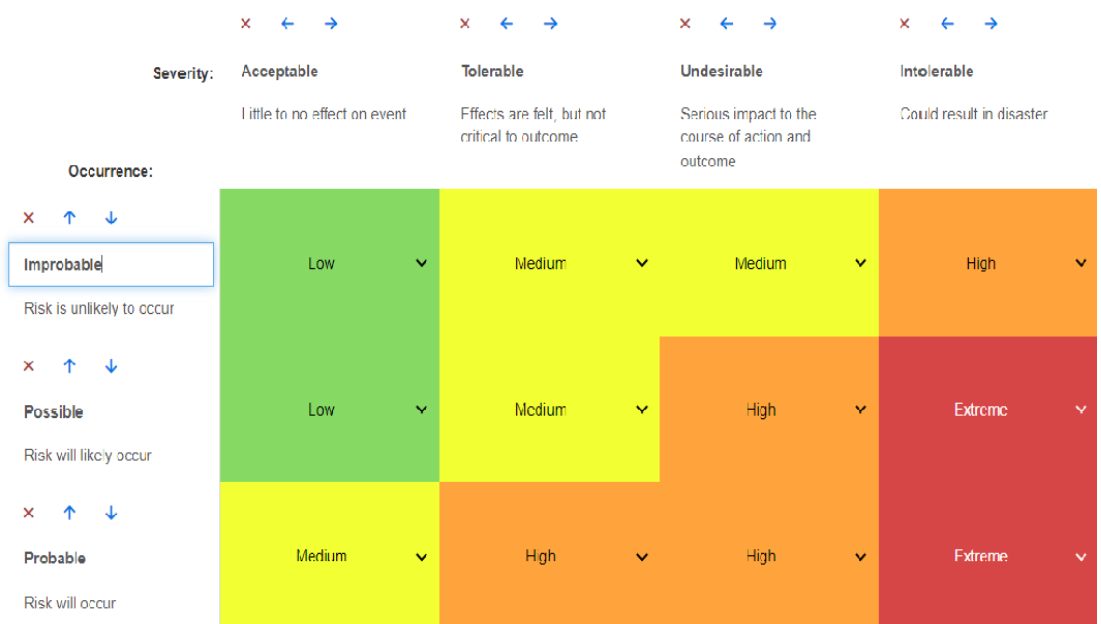 Severity: Acceptable Tolerable Undesirable Intolerable
Little to no effect on event Effects are felt, but not Serious impact to the Could result in disaster
critical to outcome course of action and
outcome
Occurrence:
Improbable Low Medium Medium High
Risk is unlikely to occur
Possible Low Medium High Extreme
Risk will likely occur
Probable Medium High High Extreme
Risk will occur